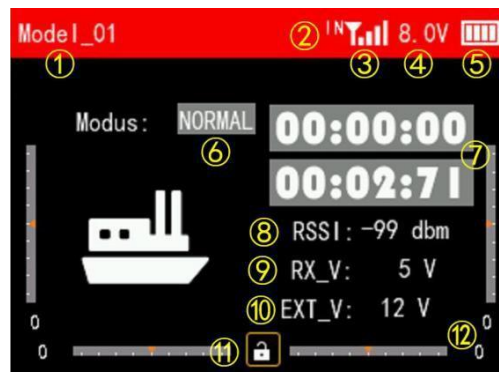 Model_01 ② IN 8.0V
① ③ ④ ⑤
Modus: NORMAL 00:00:00
⑥ ⑦
00:02:71
⑧ RSSI: -99 dbm
⑨ RX_V: 5 V
⑩ EXT_V: 12 V
0 ⑫ 0
0 ⑪ 0